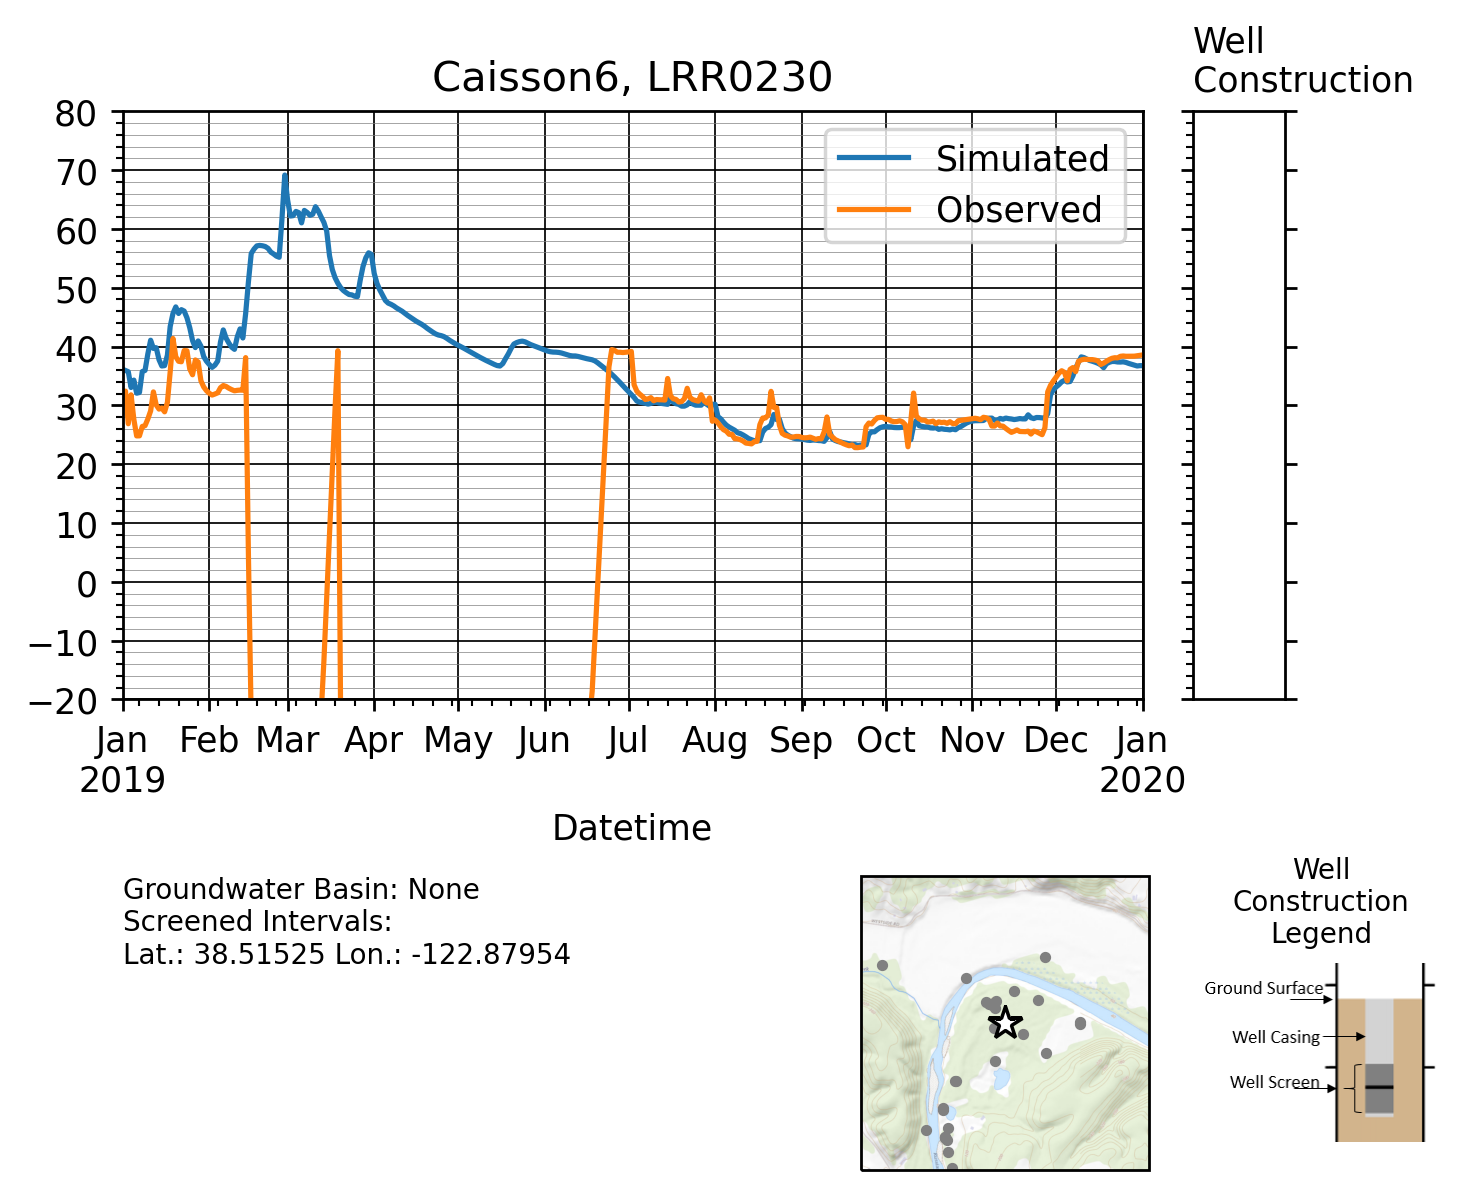 Well
Construction
Caisson6, LRR0230
Simulated
Observed
80
70
60
50
40
30
20
10
0
−10
−20
Jan Feb Mar Apr May Jun Jul Aug Sep Oct Nov Dec Jan
2019 2020
Datetime
Groundwater Basin: None
Screened Intervals:
Lat.: 38.51525 Lon.: -122.87954
Well
Construction
Legend
Ground Surface
Well Casing
Well Screen